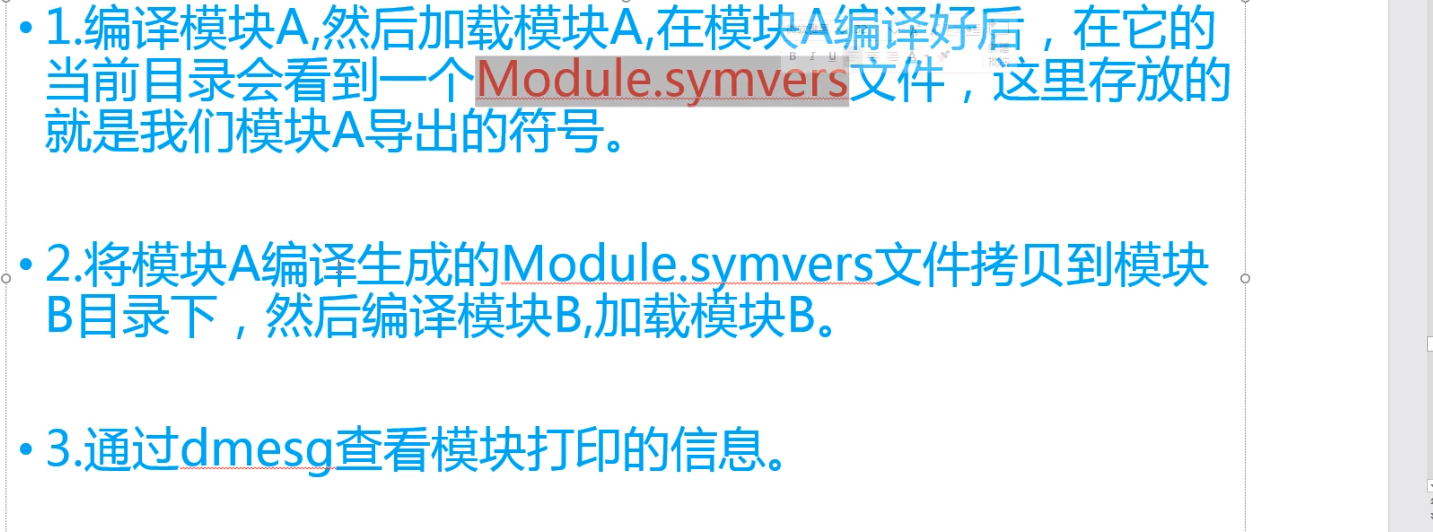 • 1.编译模块A,然后加载模块A,在模块A编译好后，在它的
当前目录会看到一个Module.symvers文件，这里存放的
就是我们模块A导出的符号。
• 2.将模块A编译生成的Module.symvers文件拷贝到模块
B目录下，然后编译模块B,加载模块B。
• 3.通过dmesg查看模块打印的信息。